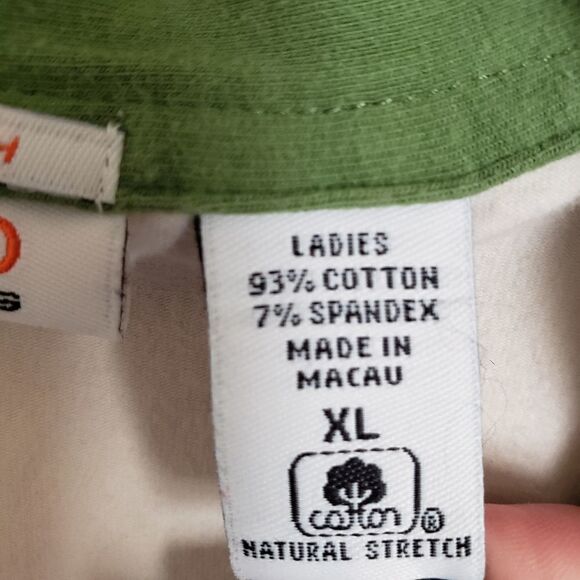 LADIES
93% COTTON
7% SPANDEX
MADE IN
MACAU
XL
cotton®
NATURAL STRETCH